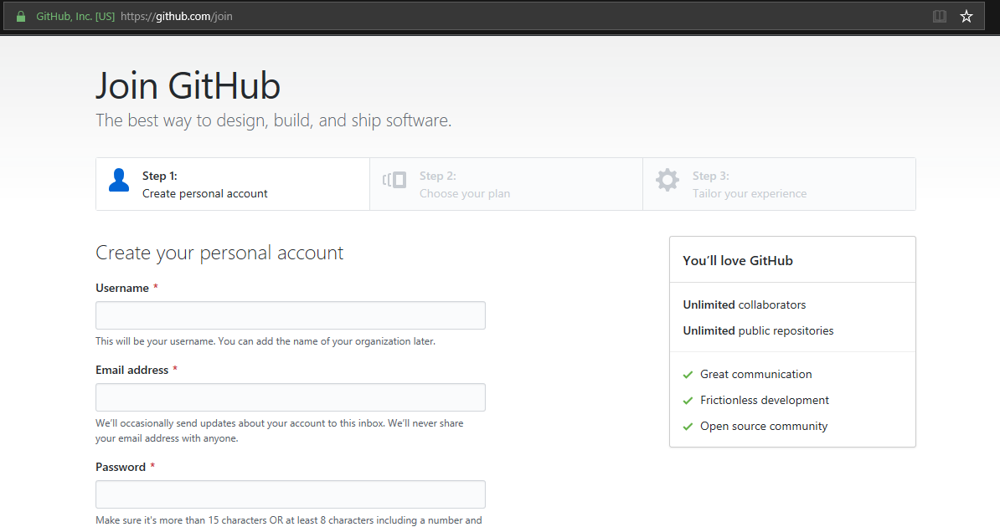 GitHub, Inc. [US] https://github.com/join
Join GitHub
The best way to design, build, and ship software.
Step 1:
Create personal account
Step 2:
Choose your plan
Step 3:
Tailor your experience
Create your personal account
Username *
This will be your username. You can add the name of your organization later.
Email address *
We’ll occasionally send updates about your account to this inbox. We’ll never share
your email address with anyone.
Password *
Make sure it's more than 15 characters OR at least 8 characters including a number and
You’ll love GitHub
Unlimited collaborators
Unlimited public repositories
Great communication
Frictionless development
Open source community